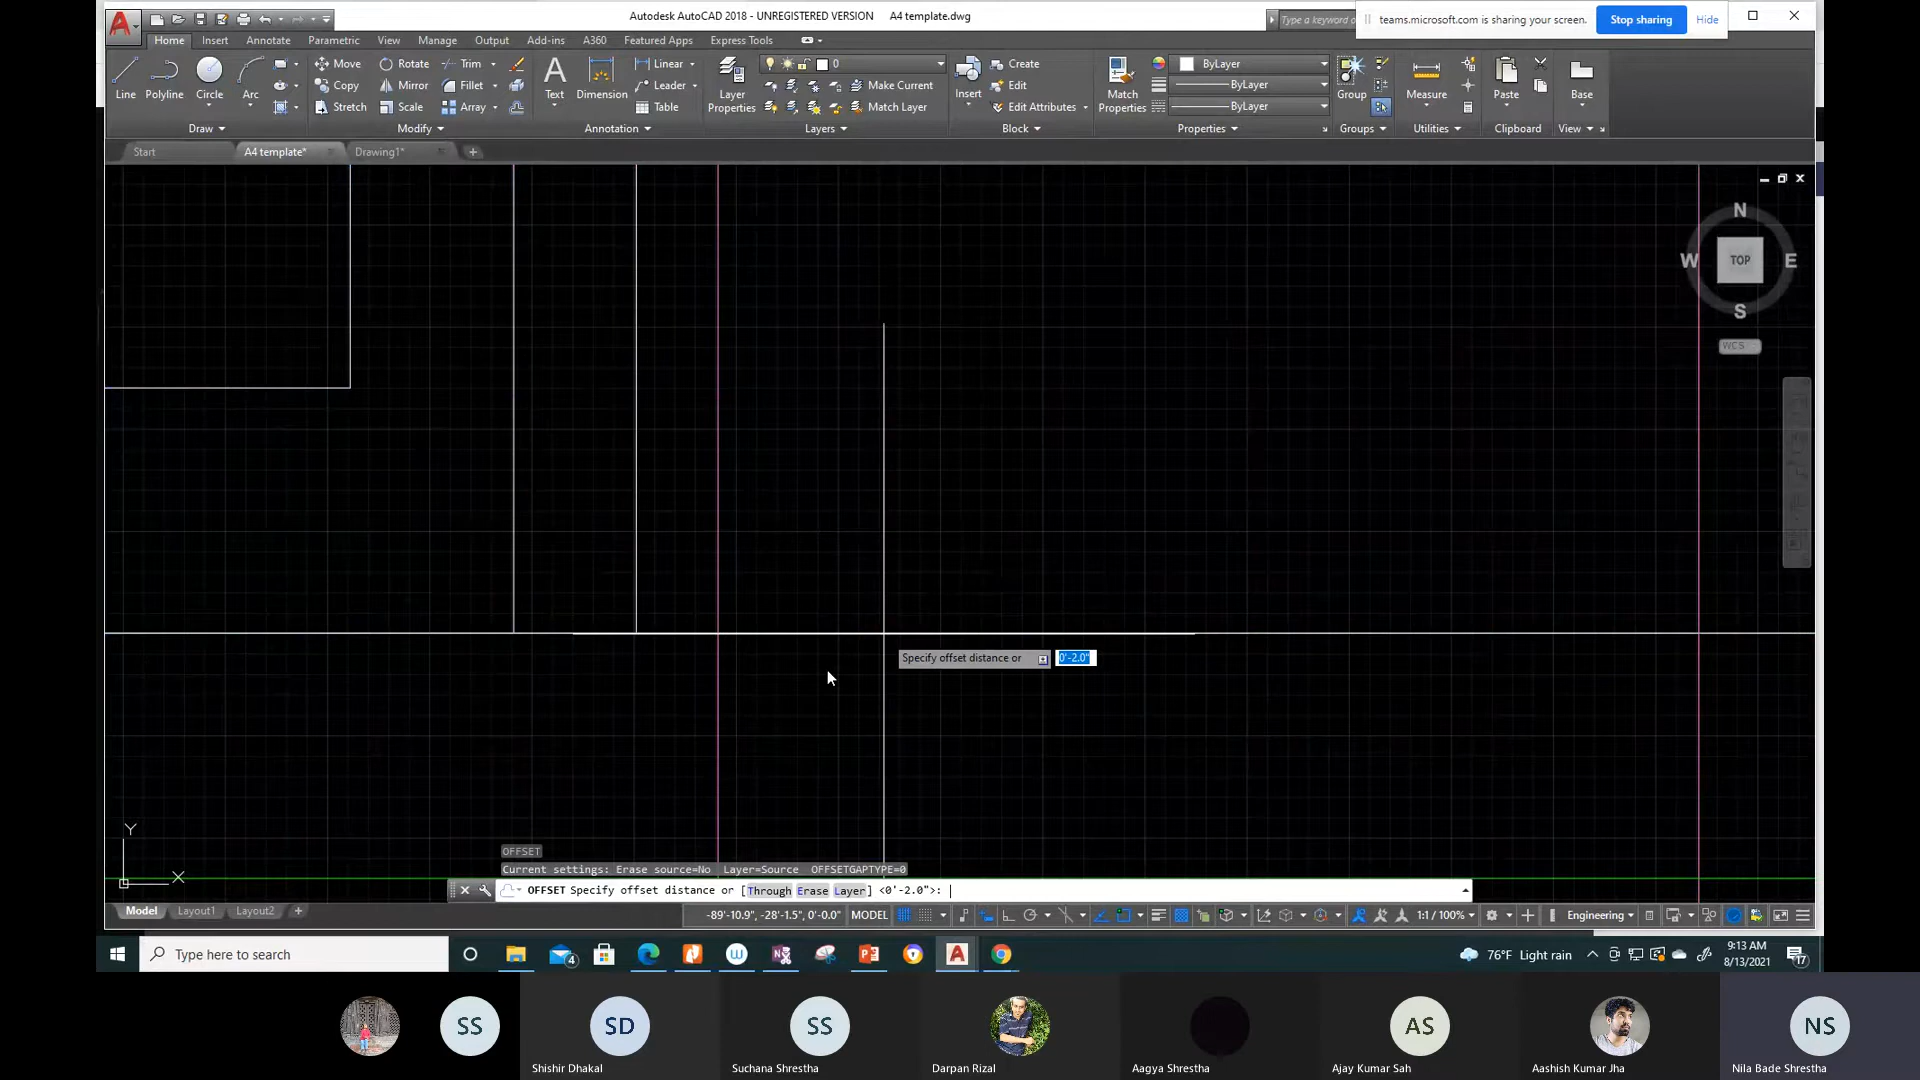 Autodesk AutoCAD 2018 - UNREGISTERED VERSION A4 template.dwg
Type a keyword o
teams.microsoft.com is sharing your screen.
Stop sharing
Hide
Home Insert Annotate Parametric View Manage Output Add-ins A360 Featured Apps Express Tools
Line Polyline Circle Arc
Move Rotate Trim
Copy Mirror Fillet
Stretch Scale Array
Text Dimension
Linear
Leader
Table
Layer Properties
0
Make Current
Match Layer
Insert
Create
Edit
Edit Attributes
Match Properties
ByLayer
ByLayer
ByLayer
Group
Measure
Paste
Base
Draw Modify Annotation Layers Block Properties Groups Utilities Clipboard View
Start A4 template* Drawing1*
N
W TOP E
S
WCS
Specify offset distance or 0'-2.0"
Y
X
OFFSET
Current settings: Erase source=No Layer=Source OFFSETGAPTYPE=0
OFFSET Specify offset distance or [Through Erase Layer] <0'-2.0">:
Model Layout1 Layout2
-89'-10.9", -28'-1.5", 0'-0.0" MODEL 1:1 / 100% Engineering
Type here to search
4
76°F Light rain
9:13 AM
8/13/2021
17
SS SD SS AS NS
Shishir Dhakal Suchana Shrestha Darpan Rizal Aagya Shrestha Ajay Kumar Sah Aashish Kumar Jha Nila Bade Shrestha